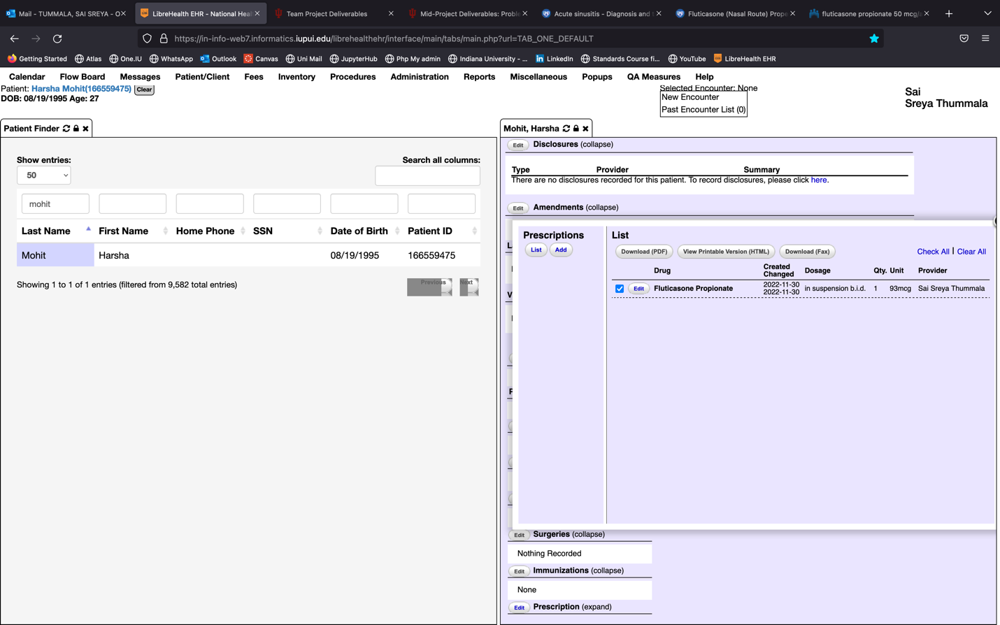 Mail - TUMMALA, SAI SREYA - O
LibreHealth EHR - National Hea
Team Project Deliverables
Mid-Project Deliverables: Proble
Acute sinusitis - Diagnosis and t
Fluticasone (Nasal Route) Prope
fluticasone propionate 50 mcg/a
https://in-info-web7.informatics.iupui.edu/librehealthehr/interface/main/tabs/main.php?url=TAB_ONE_DEFAULT
Getting Started Atlas One.IU WhatsApp Outlook Canvas Uni Mail JupyterHub Php My admin Indiana University - ... LinkedIn Standards Course fi... YouTube LibreHealth EHR
Calendar Flow Board Messages Patient/Client Fees Inventory Procedures Administration Reports Miscellaneous Popups QA Measures Help
Patient: Harsha Mohit(166559475) Clear
DOB: 08/19/1995 Age: 27
Selected Encounter: None
New Encounter
Past Encounter List (0)
Sai
Sreya Thummala
Patient Finder
Show entries:
50
Search all columns:
mohit
Last Name First Name Home Phone SSN Date of Birth Patient ID
Mohit Harsha 08/19/1995 166559475
Showing 1 to 1 of 1 entries (filtered from 9,582 total entries)
Previous Next
Mohit, Harsha
Edit Disclosures (collapse)
Type Provider Summary
There are no disclosures recorded for this patient. To record disclosures, please click here.
Edit Amendments (collapse)
Prescriptions
List Add
List
Download (PDF) View Printable Version (HTML) Download (Fax)
Check All | Clear All
Drug Created Changed Dosage Qty. Unit Provider
Edit Fluticasone Propionate 2022-11-30 2022-11-30 in suspension b.i.d. 1 93mcg Sai Sreya Thummala
Edit Surgeries (collapse)
Nothing Recorded
Edit Immunizations (collapse)
None
Edit Prescription (expand)